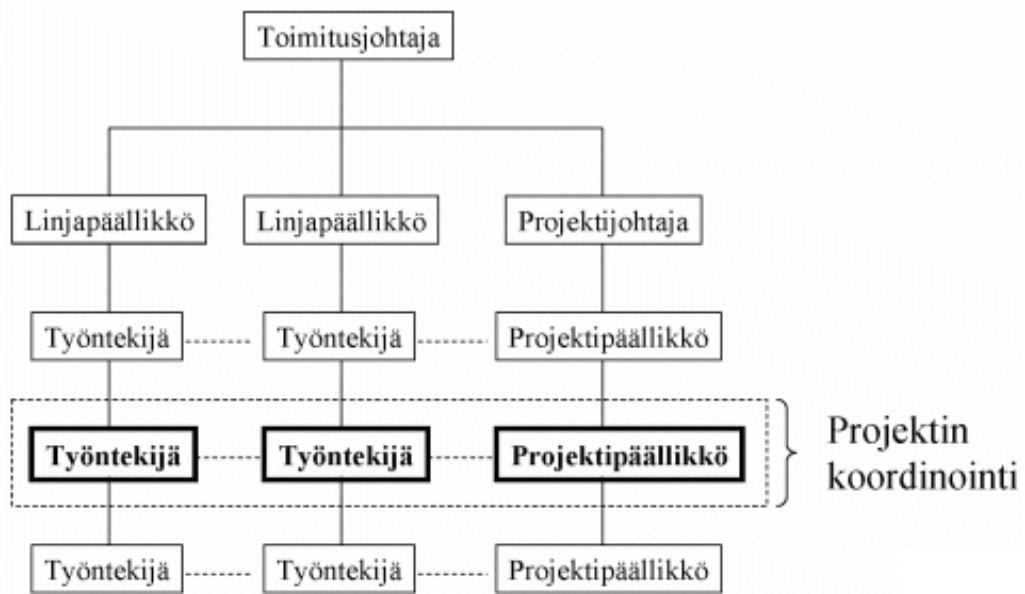 Toimitusjohtaja
Linjapäällikkö
Linjapäällikkö
Projektijohtaja
Työntekijä
Työntekijä
Projektipäällikkö
Työntekijä
Työntekijä
Projektipäällikkö
Projektin
koordinointi
Työntekijä
Työntekijä
Projektipäällikkö